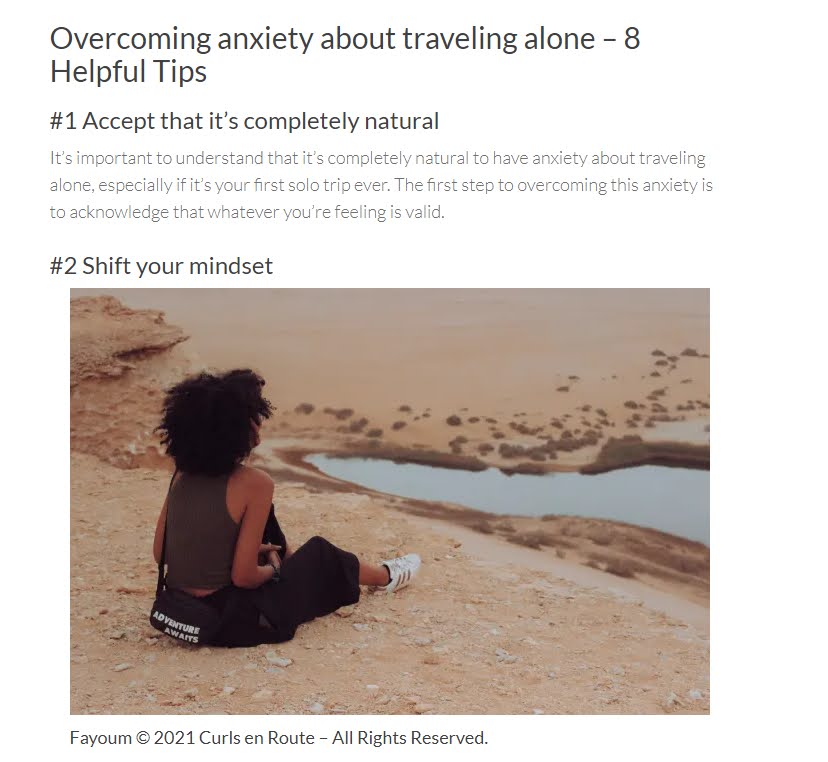 Overcoming anxiety about traveling alone – 8
Helpful Tips
#1 Accept that it’s completely natural
It’s important to understand that it’s completely natural to have anxiety about traveling
alone, especially if it’s your first solo trip ever. The first step to overcoming this anxiety is
to acknowledge that whatever you’re feeling is valid.
#2 Shift your mindset
ADVENTURE
AWAITS
Fayoum © 2021 Curls en Route – All Rights Reserved.